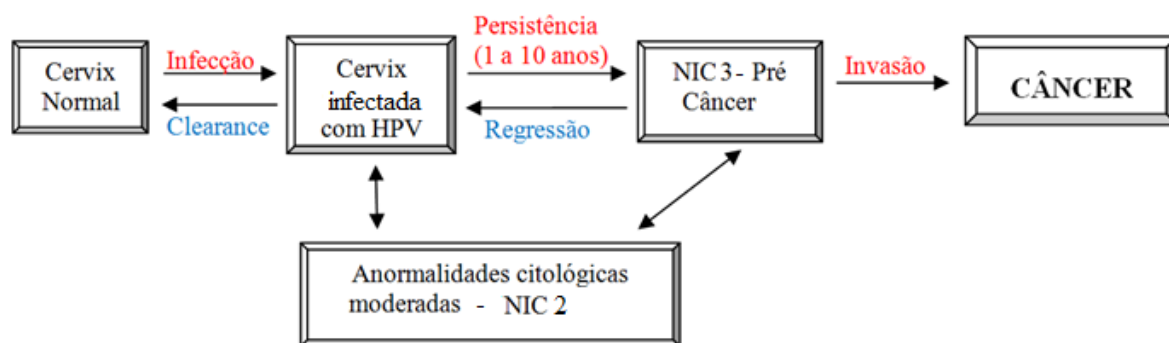 Cervix
Normal
Infecção
Clearance
Cervix
infectada
com HPV
Persistência
(1 a 10 anos)
Regressão
NIC 3 - Pré
Câncer
Invasão
CÂNCER
Anormalidades citológicas
moderadas - NIC 2